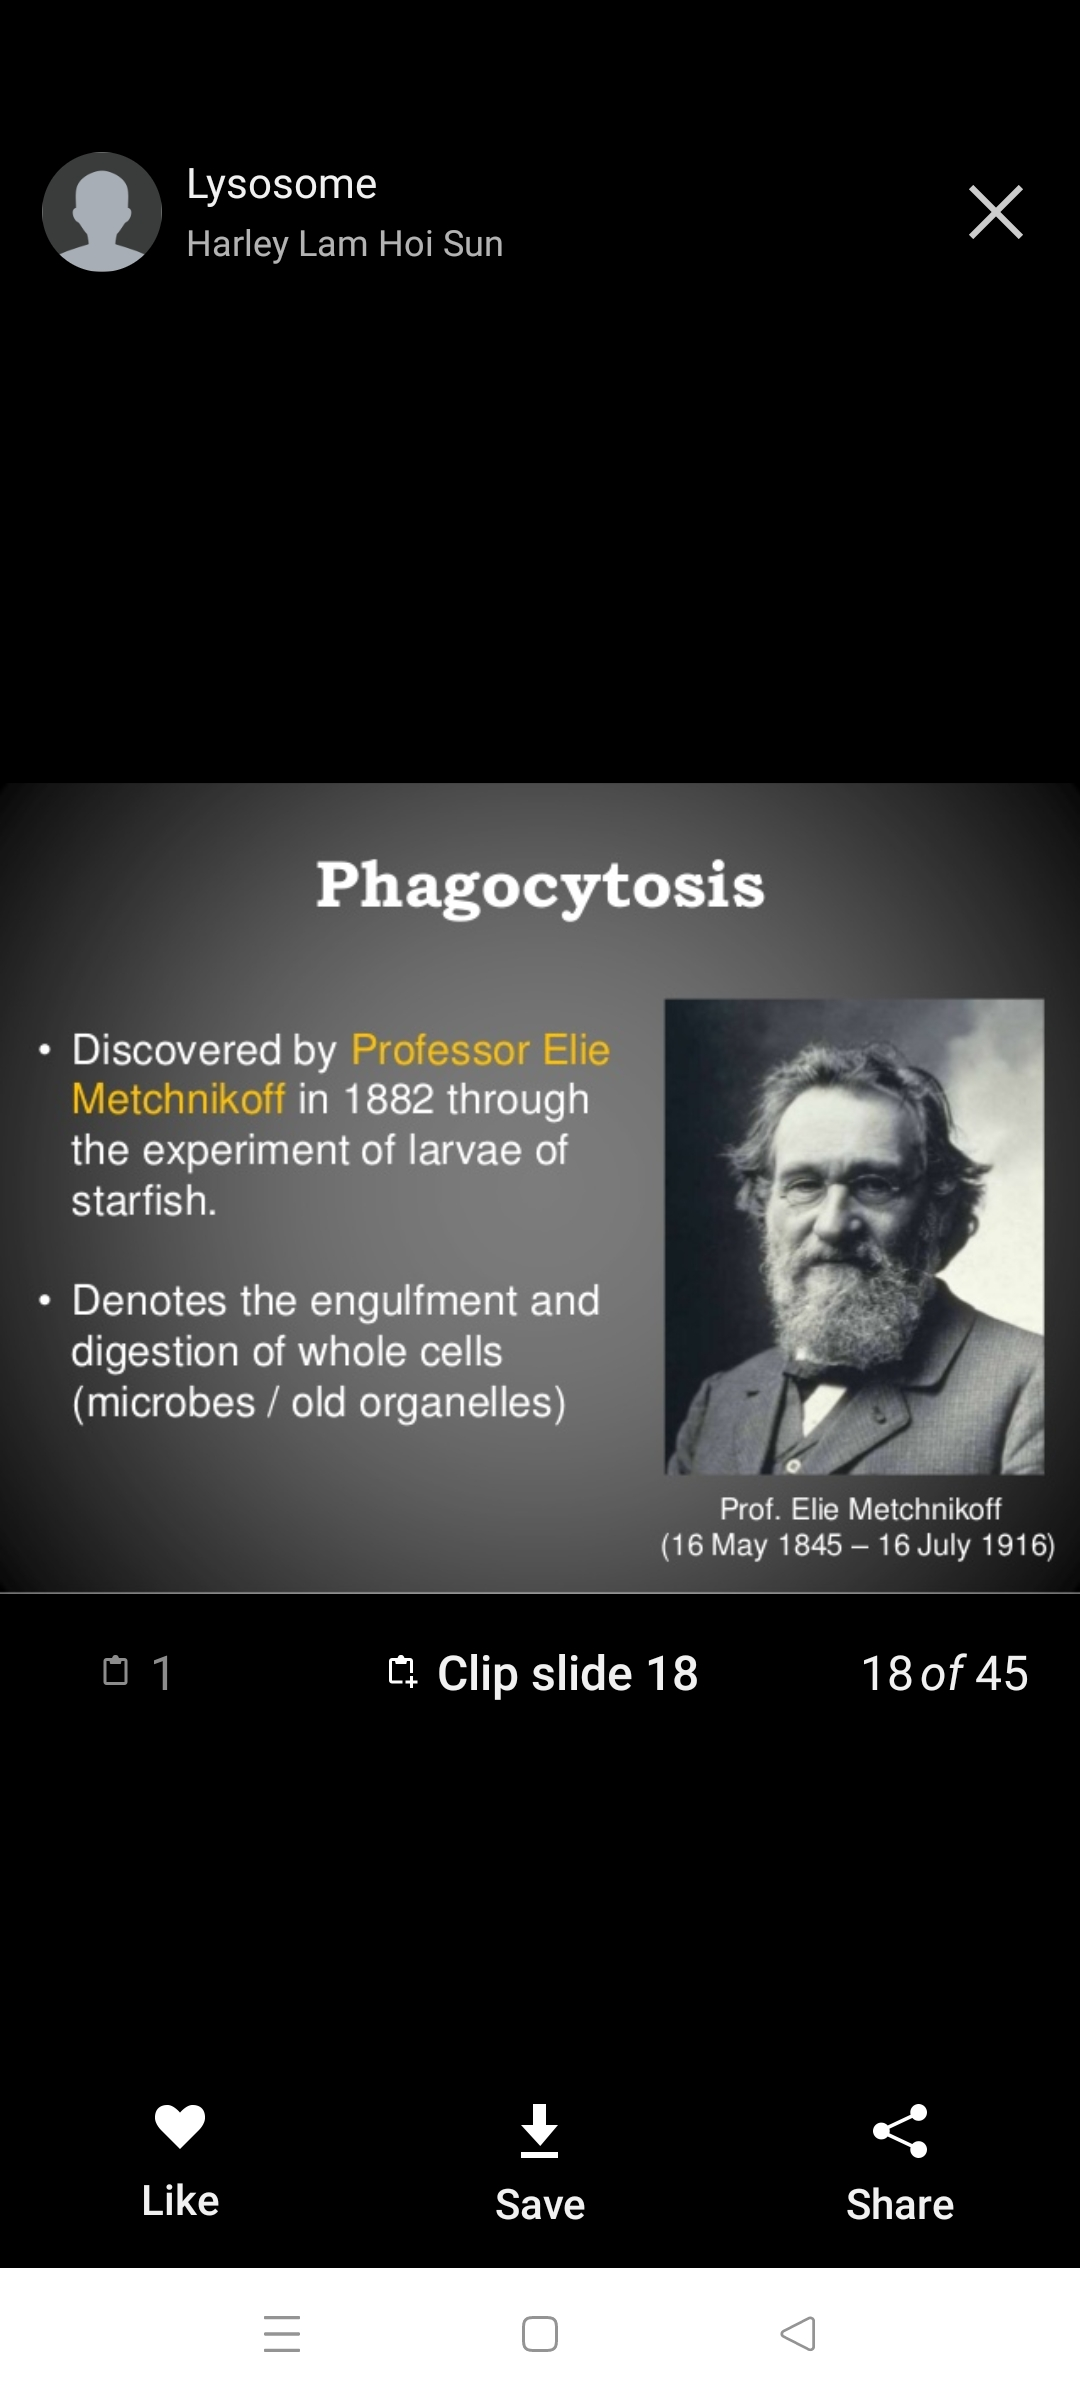 Lysosome
Harley Lam Hoi Sun
Phagocytosis
• Discovered by Professor Elie
Metchnikoff in 1882 through
the experiment of larvae of
starfish.
• Denotes the engulfment and
digestion of whole cells
(microbes / old organelles)
Prof. Elie Metchnikoff
(16 May 1845 – 16 July 1916)
1
Clip slide 18
18 of 45
Like
Save
Share